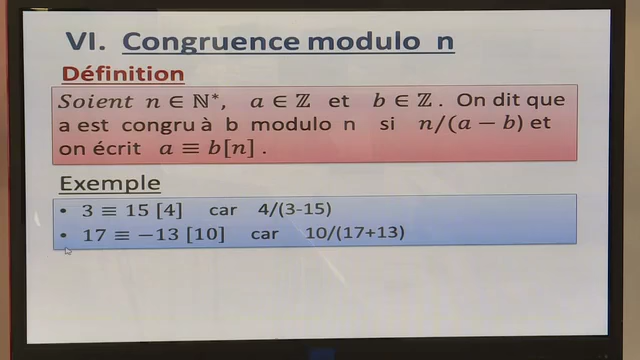 VI. Congruence modulo n
Définition
Soient n ∈ ℕ*, a ∈ ℤ et b ∈ ℤ. On dit que
a est congru à b modulo n si n/(a − b) et
on écrit a ≡ b[n] .
Exemple
• 3 ≡ 15 [4] car 4/(3-15)
• 17 ≡ −13 [10] car 10/(17+13)